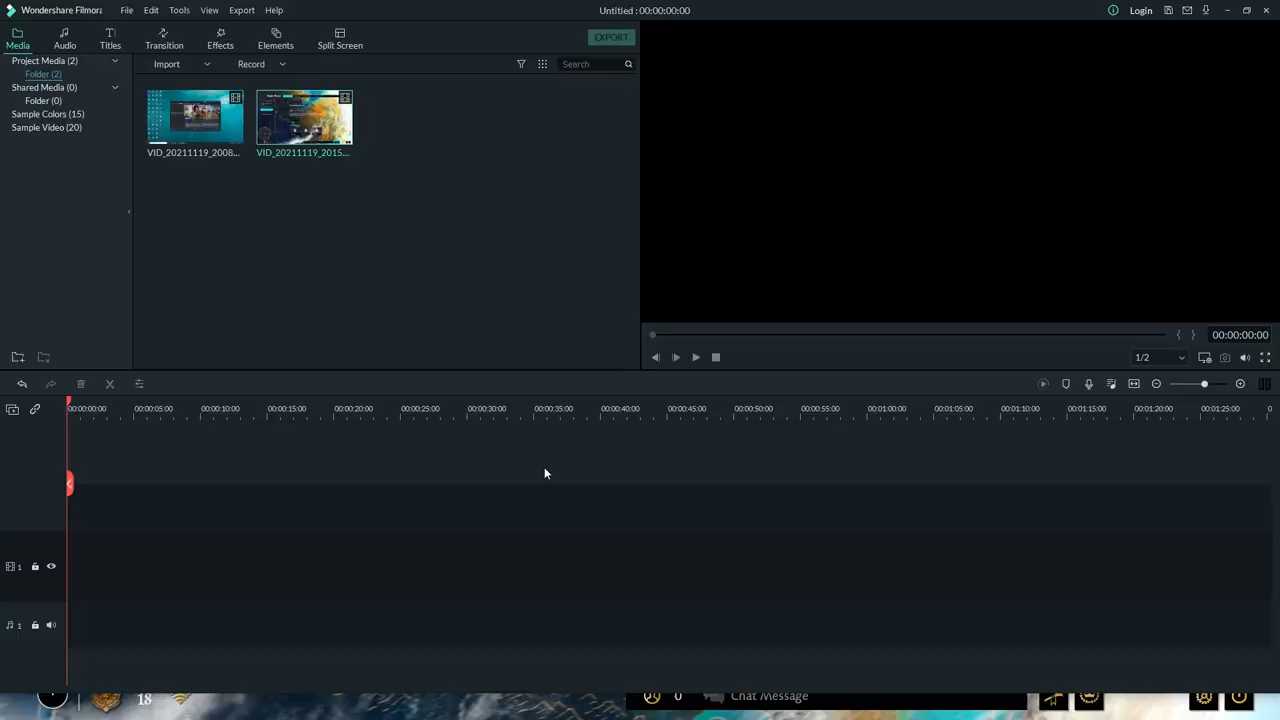 Wondershare Filmora File Edit Tools View Export Help Untitled : 00:00:00:00 Login
Media Audio Titles Transition Effects Elements Split Screen EXPORT
Project Media (2)
Folder (2)
Shared Media (0)
Folder (0)
Sample Colors (15)
Sample Video (20)
Import Record Search
VID_20211119_2008... VID_20211119_2015...
{ } 00:00:00:00
1/2
00:00:00:00 00:00:05:00 00:00:10:00 00:00:15:00 00:00:20:00 00:00:25:00 00:00:30:00 00:00:35:00 00:00:40:00 00:00:45:00 00:00:50:00 00:00:55:00 00:01:00:00 00:01:05:00 00:01:10:00 00:01:15:00 00:01:20:00 00:01:25:00 0
1
1
18 0 Chat Message